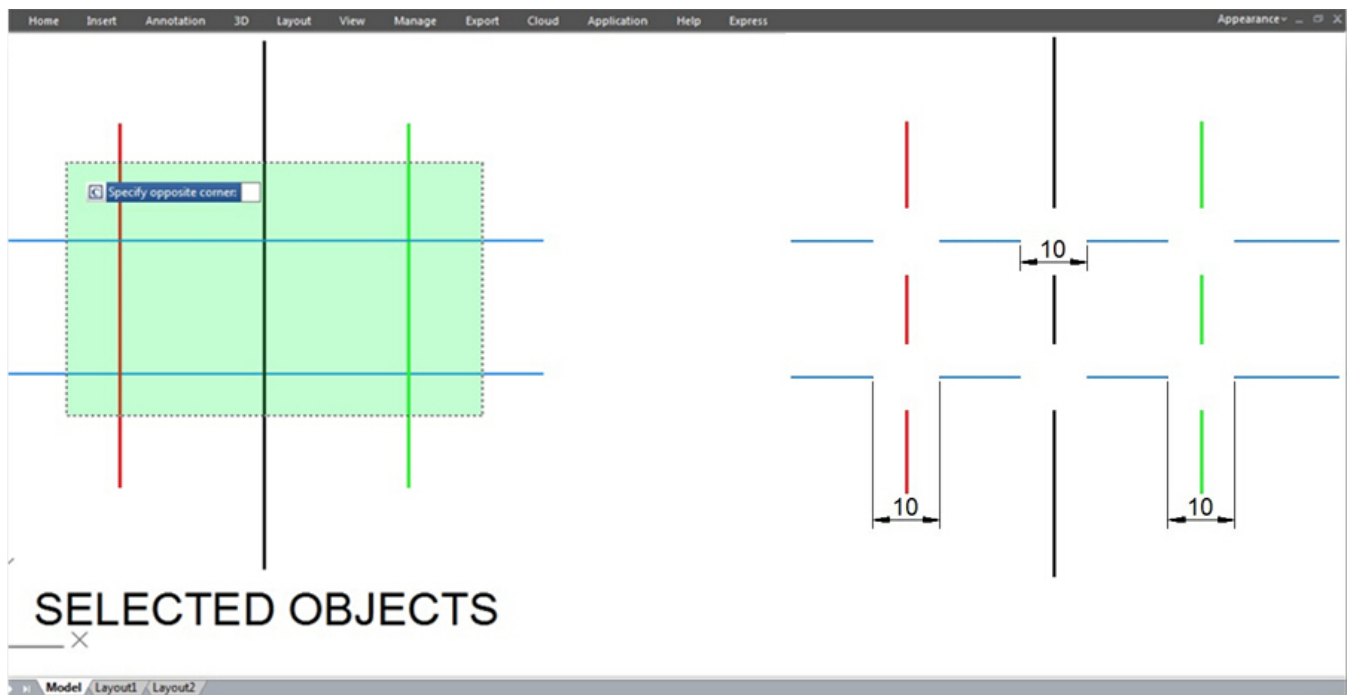 Home Insert Annotation 3D Layout View Manage Export Cloud Application Help Express Appearance
Specify opposite corner:
10
10 10
SELECTED OBJECTS
Model Layout1 Layout2